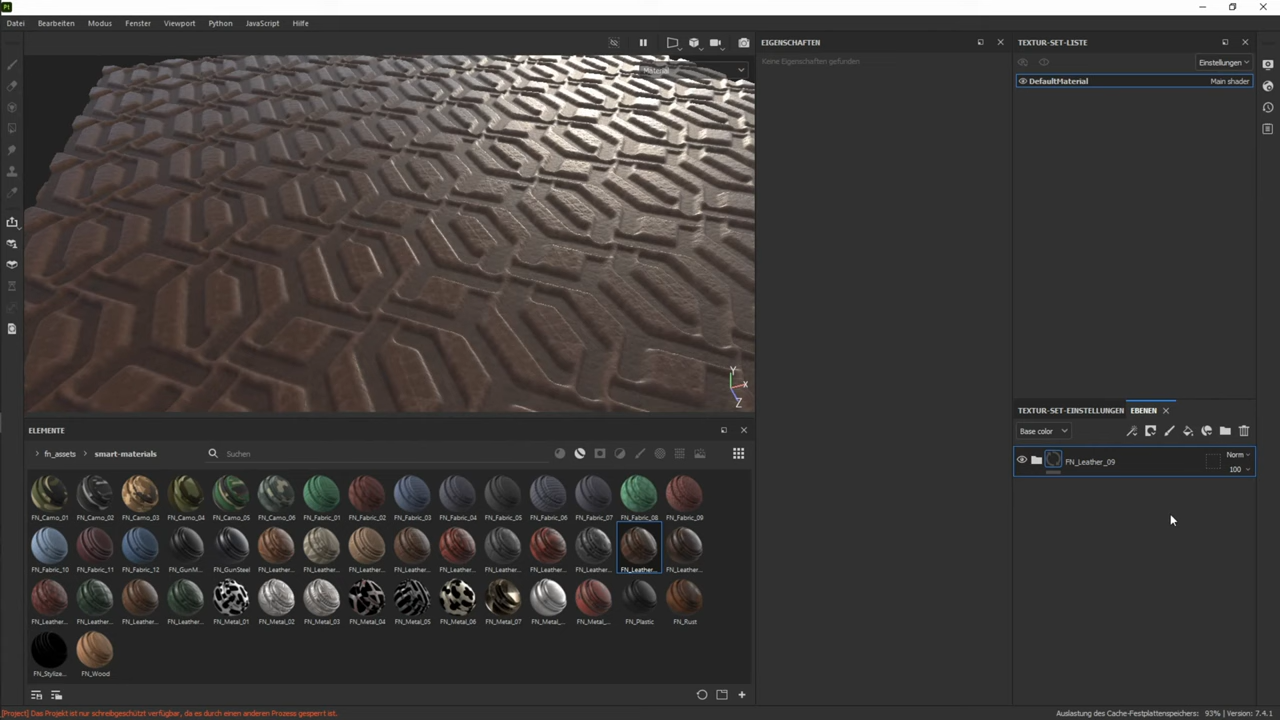 Pt
Datei Bearbeiten Modus Fenster Viewport Python JavaScript Hilfe
Material
Y
X
Z
EIGENSCHAFTEN
Keine Eigenschaften gefunden
TEXTUR-SET-LISTE
Einstellungen
DefaultMaterial Main shader
TEXTUR-SET-EINSTELLUNGEN EBENEN
Base color
FN_Leather_09
Norm
100
ELEMENTE
fn_assets smart-materials Suchen
FN_Camo_01 FN_Camo_02 FN_Camo_03 FN_Camo_04 FN_Camo_05 FN_Camo_06 FN_Fabric_01 FN_Fabric_02 FN_Fabric_03 FN_Fabric_04 FN_Fabric_05 FN_Fabric_06 FN_Fabric_07 FN_Fabric_08 FN_Fabric_09
FN_Fabric_10 FN_Fabric_11 FN_Fabric_12 FN_GunM... FN_GunSteel FN_Leather... FN_Leather... FN_Leather... FN_Leather... FN_Leather... FN_Leather... FN_Leather... FN_Leather... FN_Leather... FN_Leather...
FN_Leather... FN_Leather... FN_Leather... FN_Leather... FN_Metal_01 FN_Metal_02 FN_Metal_03 FN_Metal_04 FN_Metal_05 FN_Metal_06 FN_Metal_07 FN_Metal_... FN_Metal_... FN_Plastic FN_Rust
FN_Stylize... FN_Wood
[Project] Das Projekt ist nur schreibgeschützt verfügbar, da es durch einen anderen Prozess gesperrt ist.
Auslastung des Cache-Festplattenspeichers: 93% | Version: 7.4.1